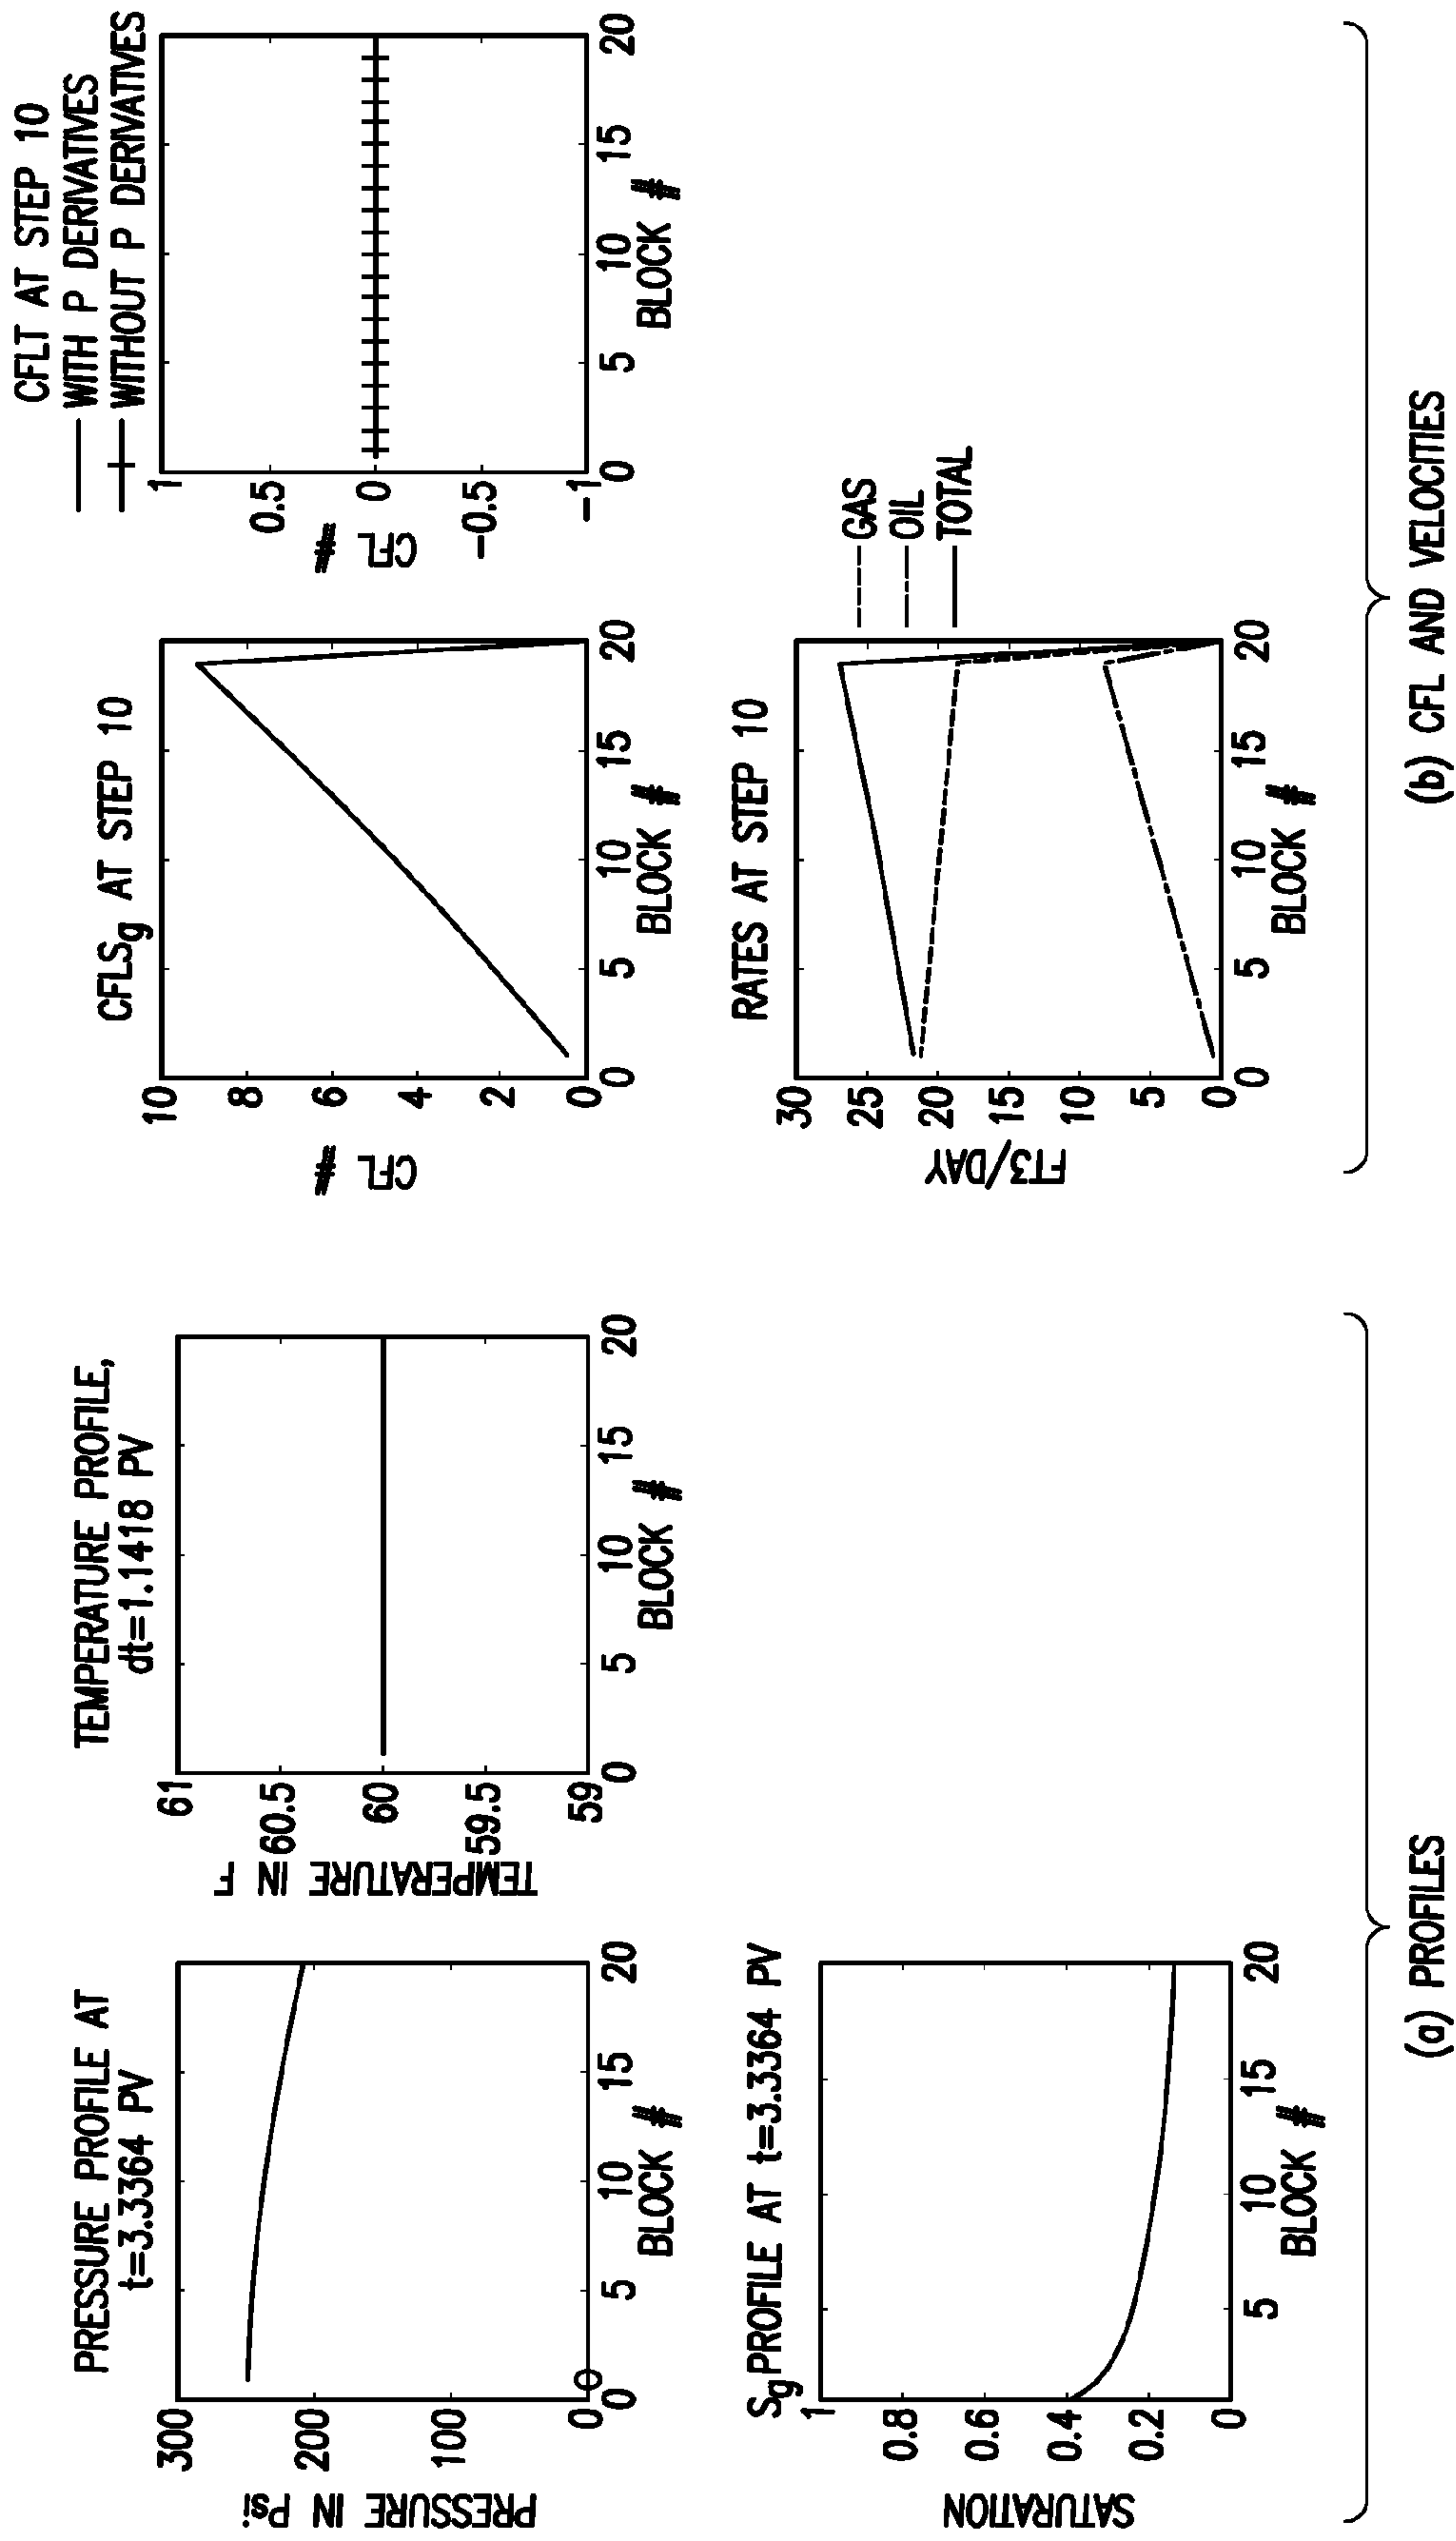 PRESSURE PROFILE AT
t=3.3364 PV
PRESSURE IN Psi
300
200
100
0
0 5 10 15 20
BLOCK #
TEMPERATURE PROFILE,
dt=1.1418 PV
TEMPERATURE IN F
61
60.5
60
59.5
59
0 5 10 15 20
BLOCK #
Sg PROFILE AT t=3.3364 PV
SATURATION
1
0.8
0.6
0.4
0.2
0
5 10 15 20
BLOCK #
(a) PROFILES
CFLSg AT STEP 10
CFL #
10
8
6
4
2
0
0 5 10 15 20
BLOCK #
CFLT AT STEP 10
WITH P DERIVATIVES
WITHOUT P DERIVATIVES
CFL #
1
0.5
0
-0.5
-1
0 5 10 15 20
BLOCK #
RATES AT STEP 10
FT3/DAY
30
25
20
15
10
5
0
0 5 10 15 20
BLOCK #
GAS
OIL
TOTAL
(b) CFL AND VELOCITIES